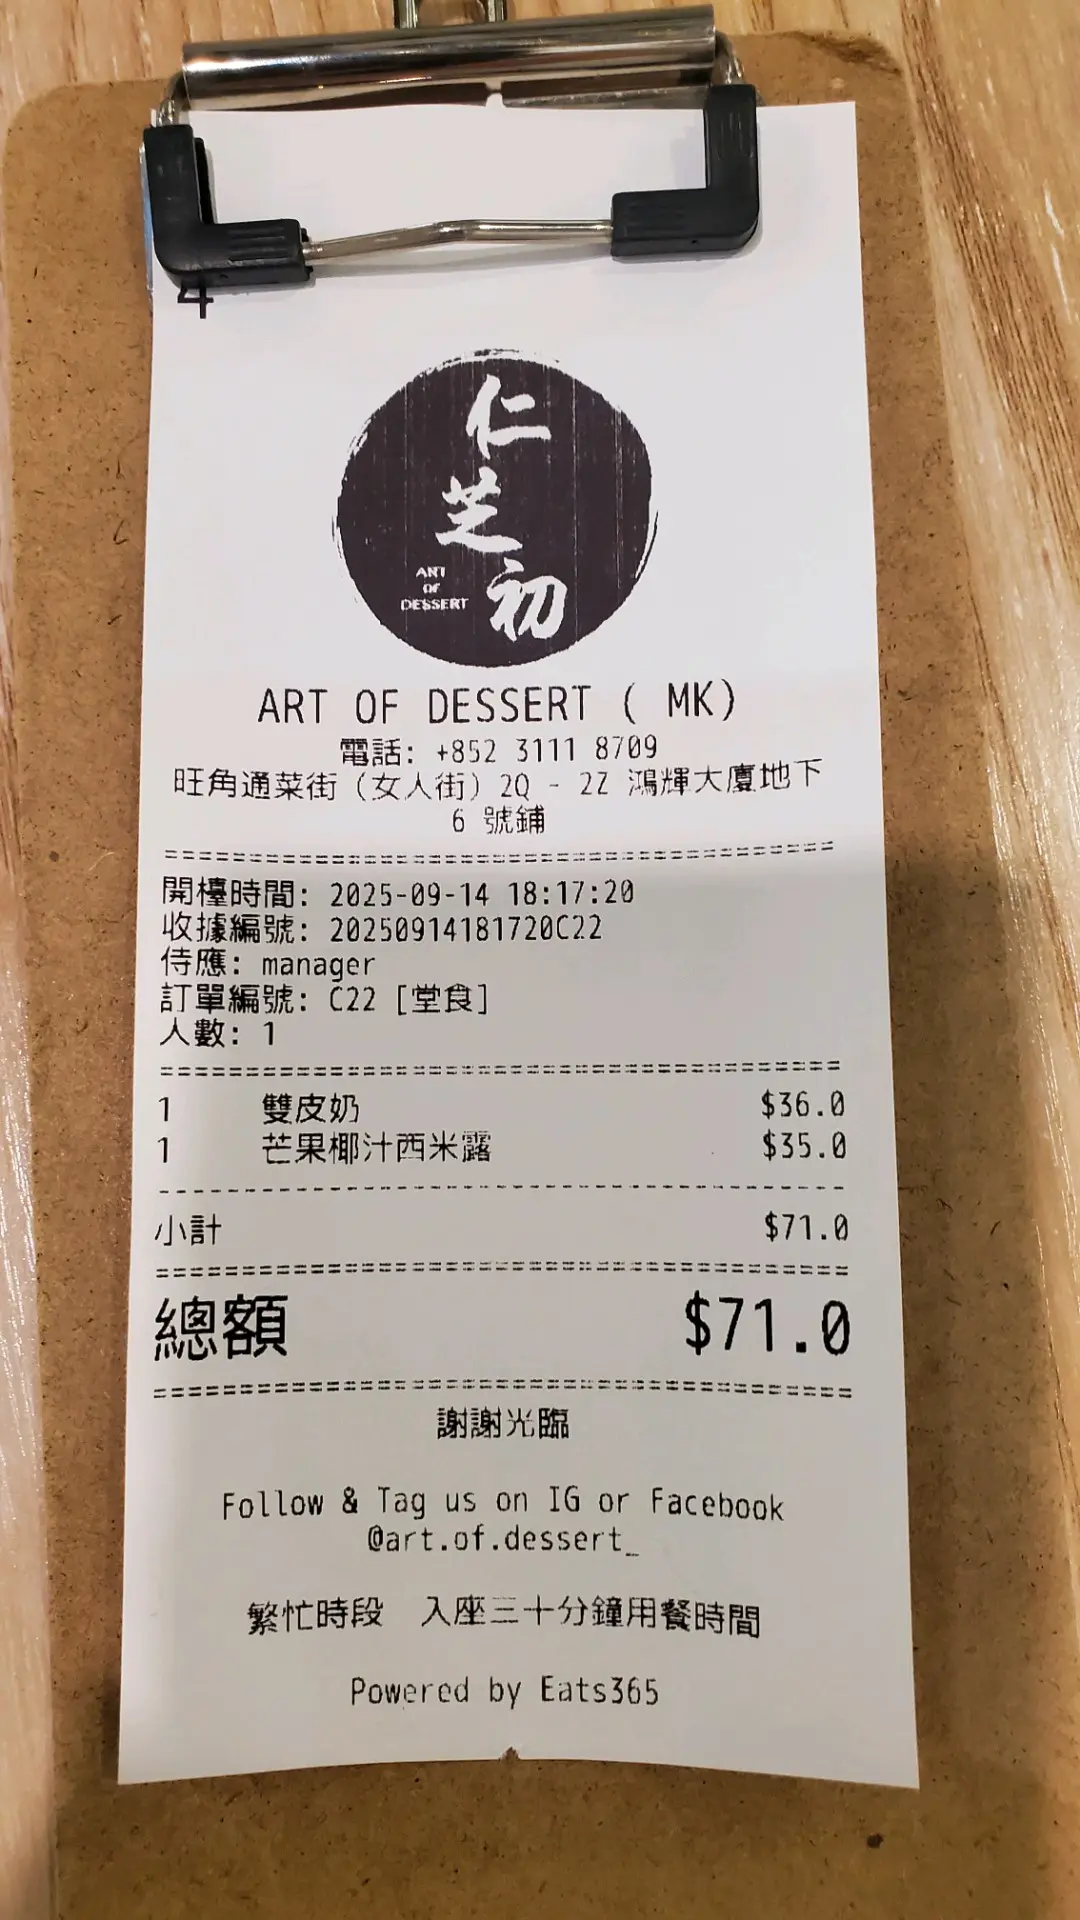 4
仁
芝
初
ART
OF
DESSERT
ART OF DESSERT ( MK)
電話: +852 3111 8709
旺角通菜街（女人街）2Q - 2Z 鴻輝大廈地下
6 號鋪
開檯時間: 2025-09-14 18:17:20
收據編號: 20250914181720C22
侍應: manager
訂單編號: C22 [堂食]
人數: 1
1 雙皮奶 $36.0
1 芒果椰汁西米露 $35.0
小計 $71.0
總額 $71.0
謝謝光臨
Follow & Tag us on IG or Facebook
@art.of.dessert_
繁忙時段　入座三十分鐘用餐時間
Powered by Eats365